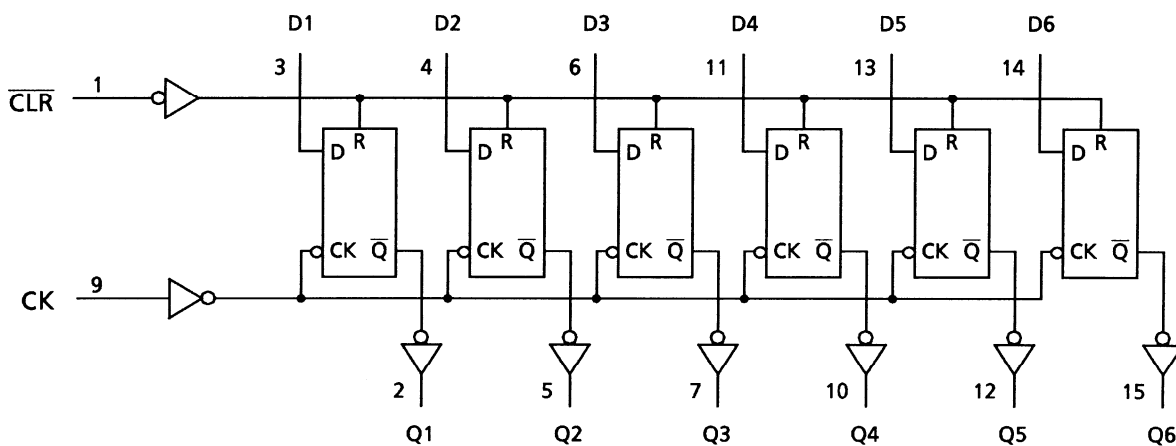 D1 D2 D3 D4 D5 D6
3 4 6 11 13 14
1
C̅L̅R̅
R R R R R R
D D D D D D
CK Q̅ CK Q̅ CK Q̅ CK Q̅ CK Q̅ CK Q̅
9
CK
2 5 7 10 12 15
Q1 Q2 Q3 Q4 Q5 Q6